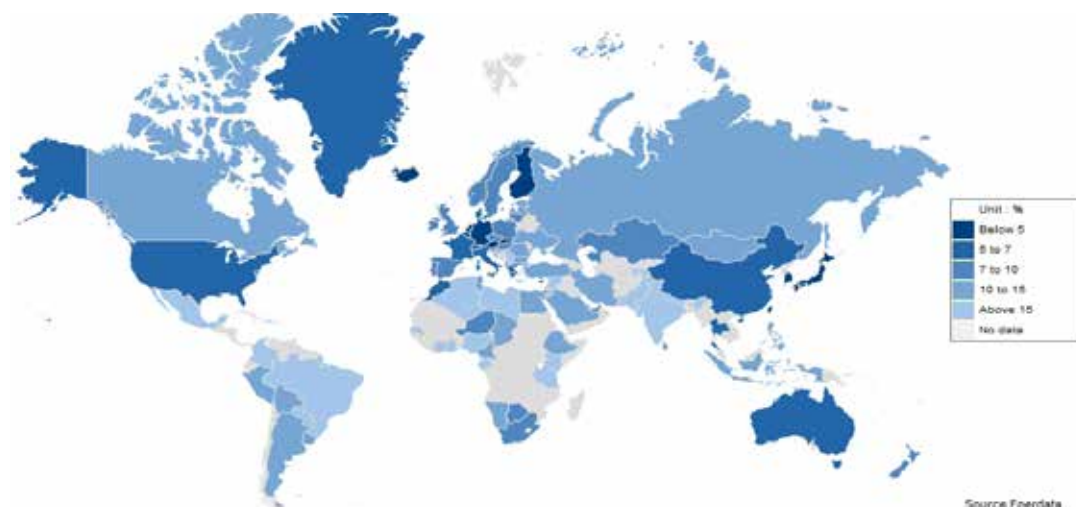 Unit : %
Below 5
5 to 7
7 to 10
10 to 15
Above 15
No data
Source Enerdata